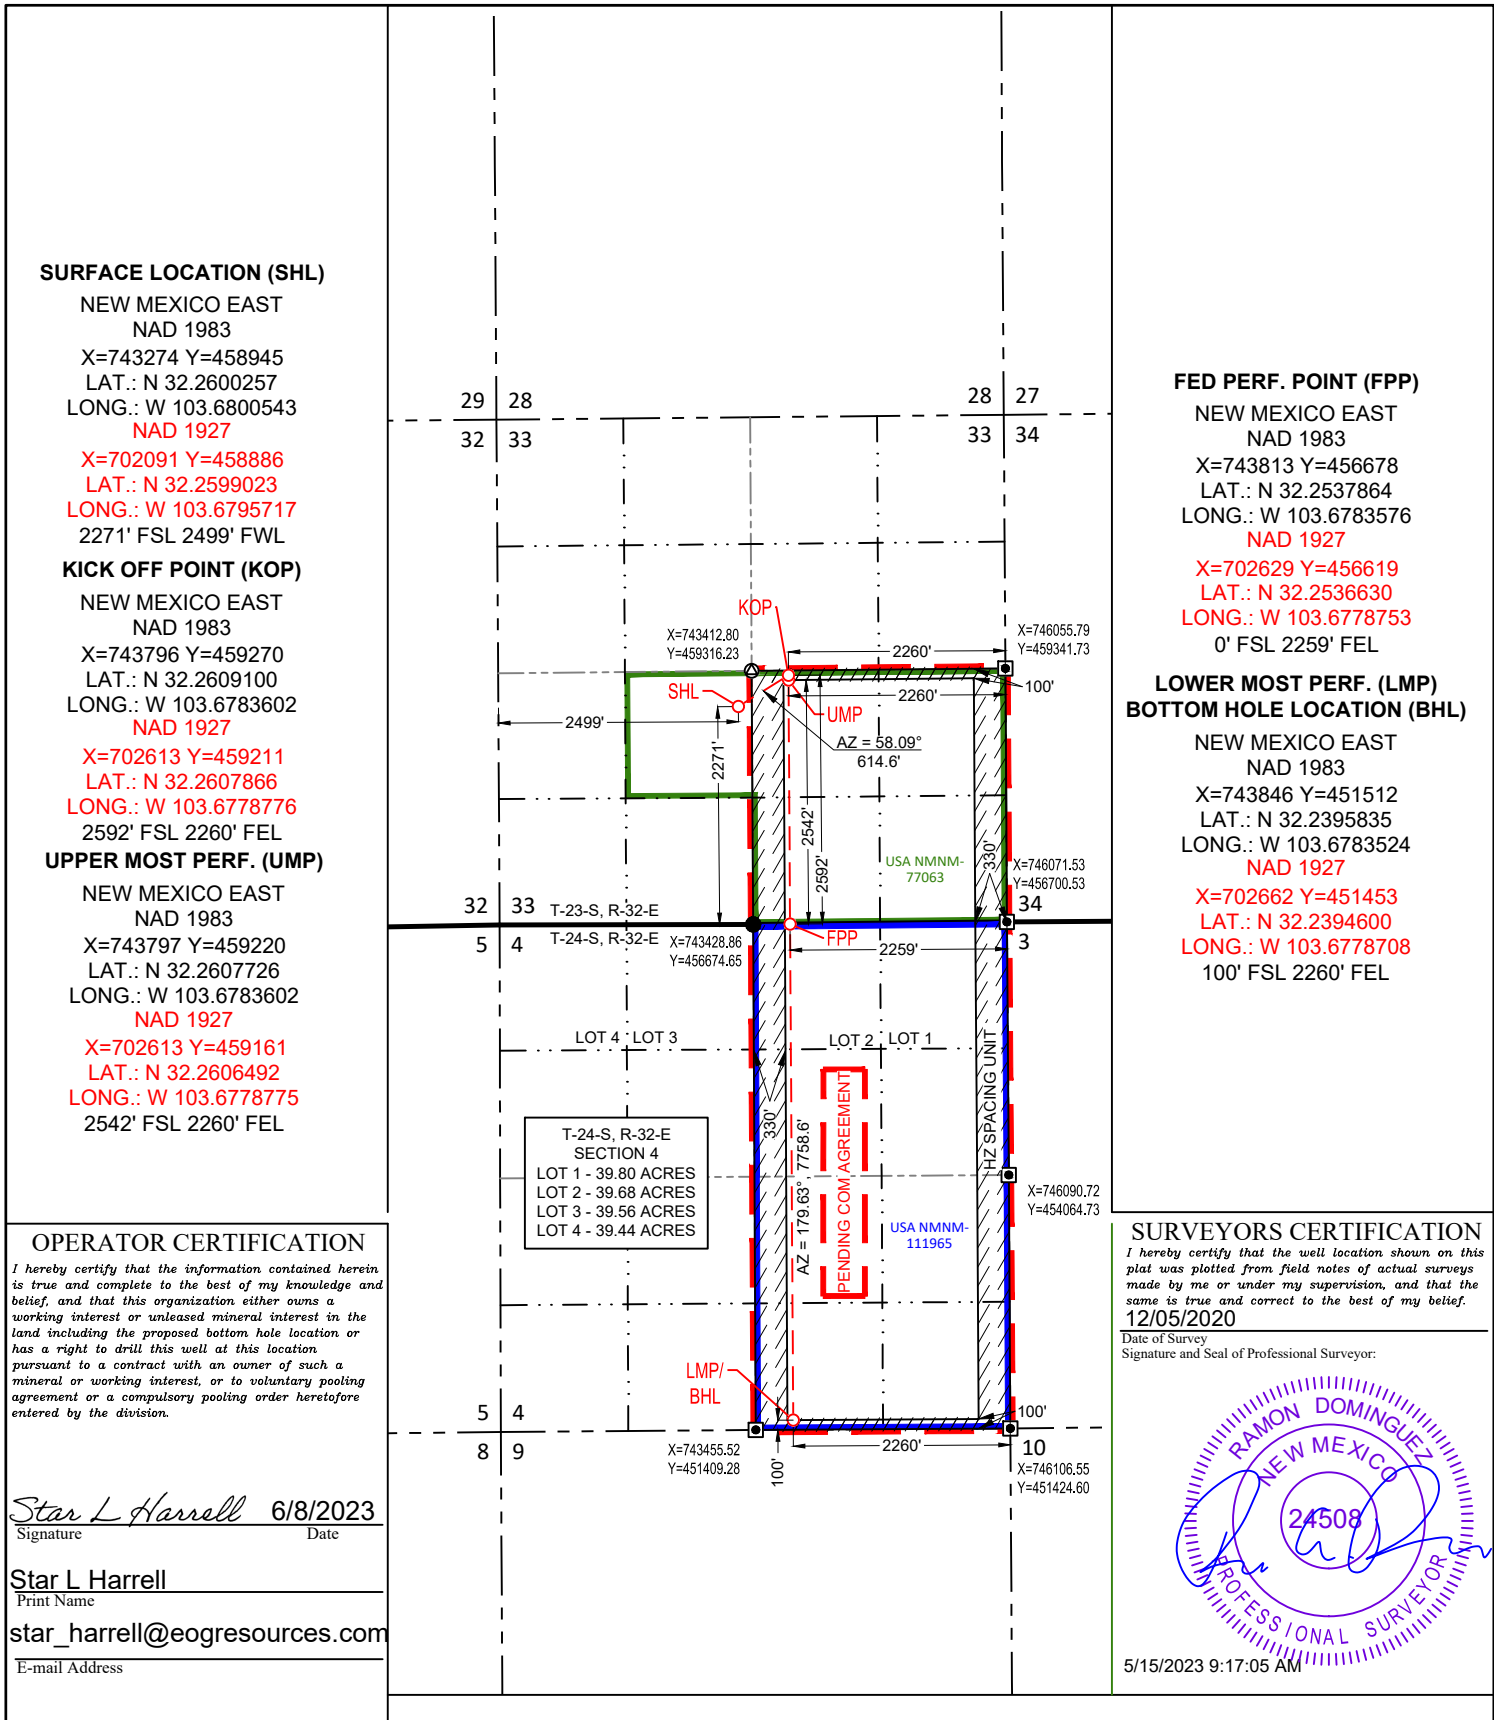 SURFACE LOCATION (SHL)
NEW MEXICO EAST
NAD 1983
X=743274 Y=458945
LAT.: N 32.2600257
LONG.: W 103.6800543
NAD 1927
X=702091 Y=458886
LAT.: N 32.2599023
LONG.: W 103.6795717
2271' FSL 2499' FWL
KICK OFF POINT (KOP)
NEW MEXICO EAST
NAD 1983
X=743796 Y=459270
LAT.: N 32.2609100
LONG.: W 103.6783602
NAD 1927
X=702613 Y=459211
LAT.: N 32.2607866
LONG.: W 103.6778776
2592' FSL 2260' FEL
UPPER MOST PERF. (UMP)
NEW MEXICO EAST
NAD 1983
X=743797 Y=459220
LAT.: N 32.2607726
LONG.: W 103.6783602
NAD 1927
X=702613 Y=459161
LAT.: N 32.2606492
LONG.: W 103.6778775
2542' FSL 2260' FEL
29 28
32 33
28 27
33 34
KOP
X=743412.80
Y=459316.23
X=746055.79
Y=459341.73
2260'
2260'
100'
SHL
UMP
2499'
AZ = 58.09°
614.6'
2271'
2542'
2592'
330'
USA NMNM-
77063
X=746071.53
Y=456700.53
32 33
T-23-S, R-32-E
34
5 4
T-24-S, R-32-E
X=743428.86
Y=456674.65
FPP
2259'
3
LOT 4 LOT 3
LOT 2 LOT 1
HZ SPACING UNIT
330'
AZ = 179.63°, 7758.6'
PENDING COM AGREEMENT
T-24-S, R-32-E
SECTION 4
LOT 1 - 39.80 ACRES
LOT 2 - 39.68 ACRES
LOT 3 - 39.56 ACRES
LOT 4 - 39.44 ACRES
X=746090.72
Y=454064.73
USA NMNM-
111965
LMP/
BHL
5 4
8 9
100'
2260'
10
X=743455.52
Y=451409.28
100'
X=746106.55
Y=451424.60
FED PERF. POINT (FPP)
NEW MEXICO EAST
NAD 1983
X=743813 Y=456678
LAT.: N 32.2537864
LONG.: W 103.6783576
NAD 1927
X=702629 Y=456619
LAT.: N 32.2536630
LONG.: W 103.6778753
0' FSL 2259' FEL
LOWER MOST PERF. (LMP)
BOTTOM HOLE LOCATION (BHL)
NEW MEXICO EAST
NAD 1983
X=743846 Y=451512
LAT.: N 32.2395835
LONG.: W 103.6783524
NAD 1927
X=702662 Y=451453
LAT.: N 32.2394600
LONG.: W 103.6778708
100' FSL 2260' FEL
OPERATOR CERTIFICATION
I hereby certify that the information contained herein
is true and complete to the best of my knowledge and
belief, and that this organization either owns a
working interest or unleased mineral interest in the
land including the proposed bottom hole location or
has a right to drill this well at this location
pursuant to a contract with an owner of such a
mineral or working interest, or to voluntary pooling
agreement or a compulsory pooling order heretofore
entered by the division.
Star L Harrell 6/8/2023
Signature Date
Star L Harrell
Print Name
star_harrell@eogresources.com
E-mail Address
SURVEYORS CERTIFICATION
I hereby certify that the well location shown on this
plat was plotted from field notes of actual surveys
made by me or under my supervision, and that the
same is true and correct to the best of my belief.
12/05/2020
Date of Survey
Signature and Seal of Professional Surveyor:
RAMON DOMINGUEZ
NEW MEXICO
24508
PROFESSIONAL SURVEYOR
5/15/2023 9:17:05 AM